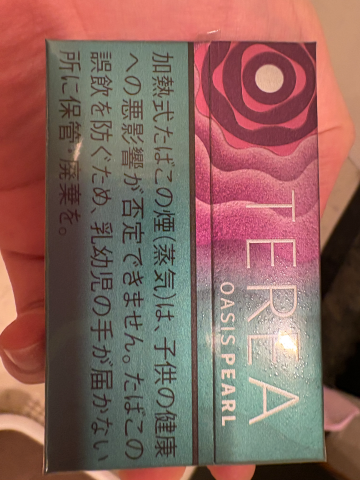 TEREA
OASIS PEARL
加熱式たばこの煙(蒸気)は、子供の健康
への悪影響が否定できません。たばこの
誤飲を防ぐため、乳幼児の手が届かない
所に保管・廃棄を。